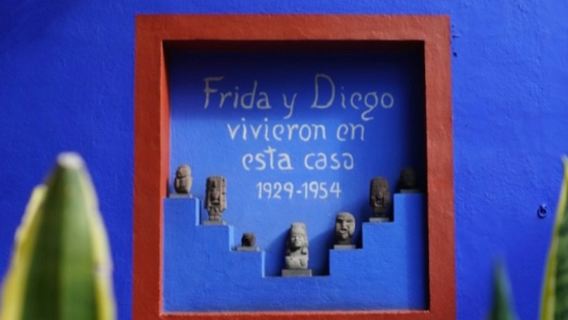 Frida y Diego
vivieron en
esta casa
1929-1954